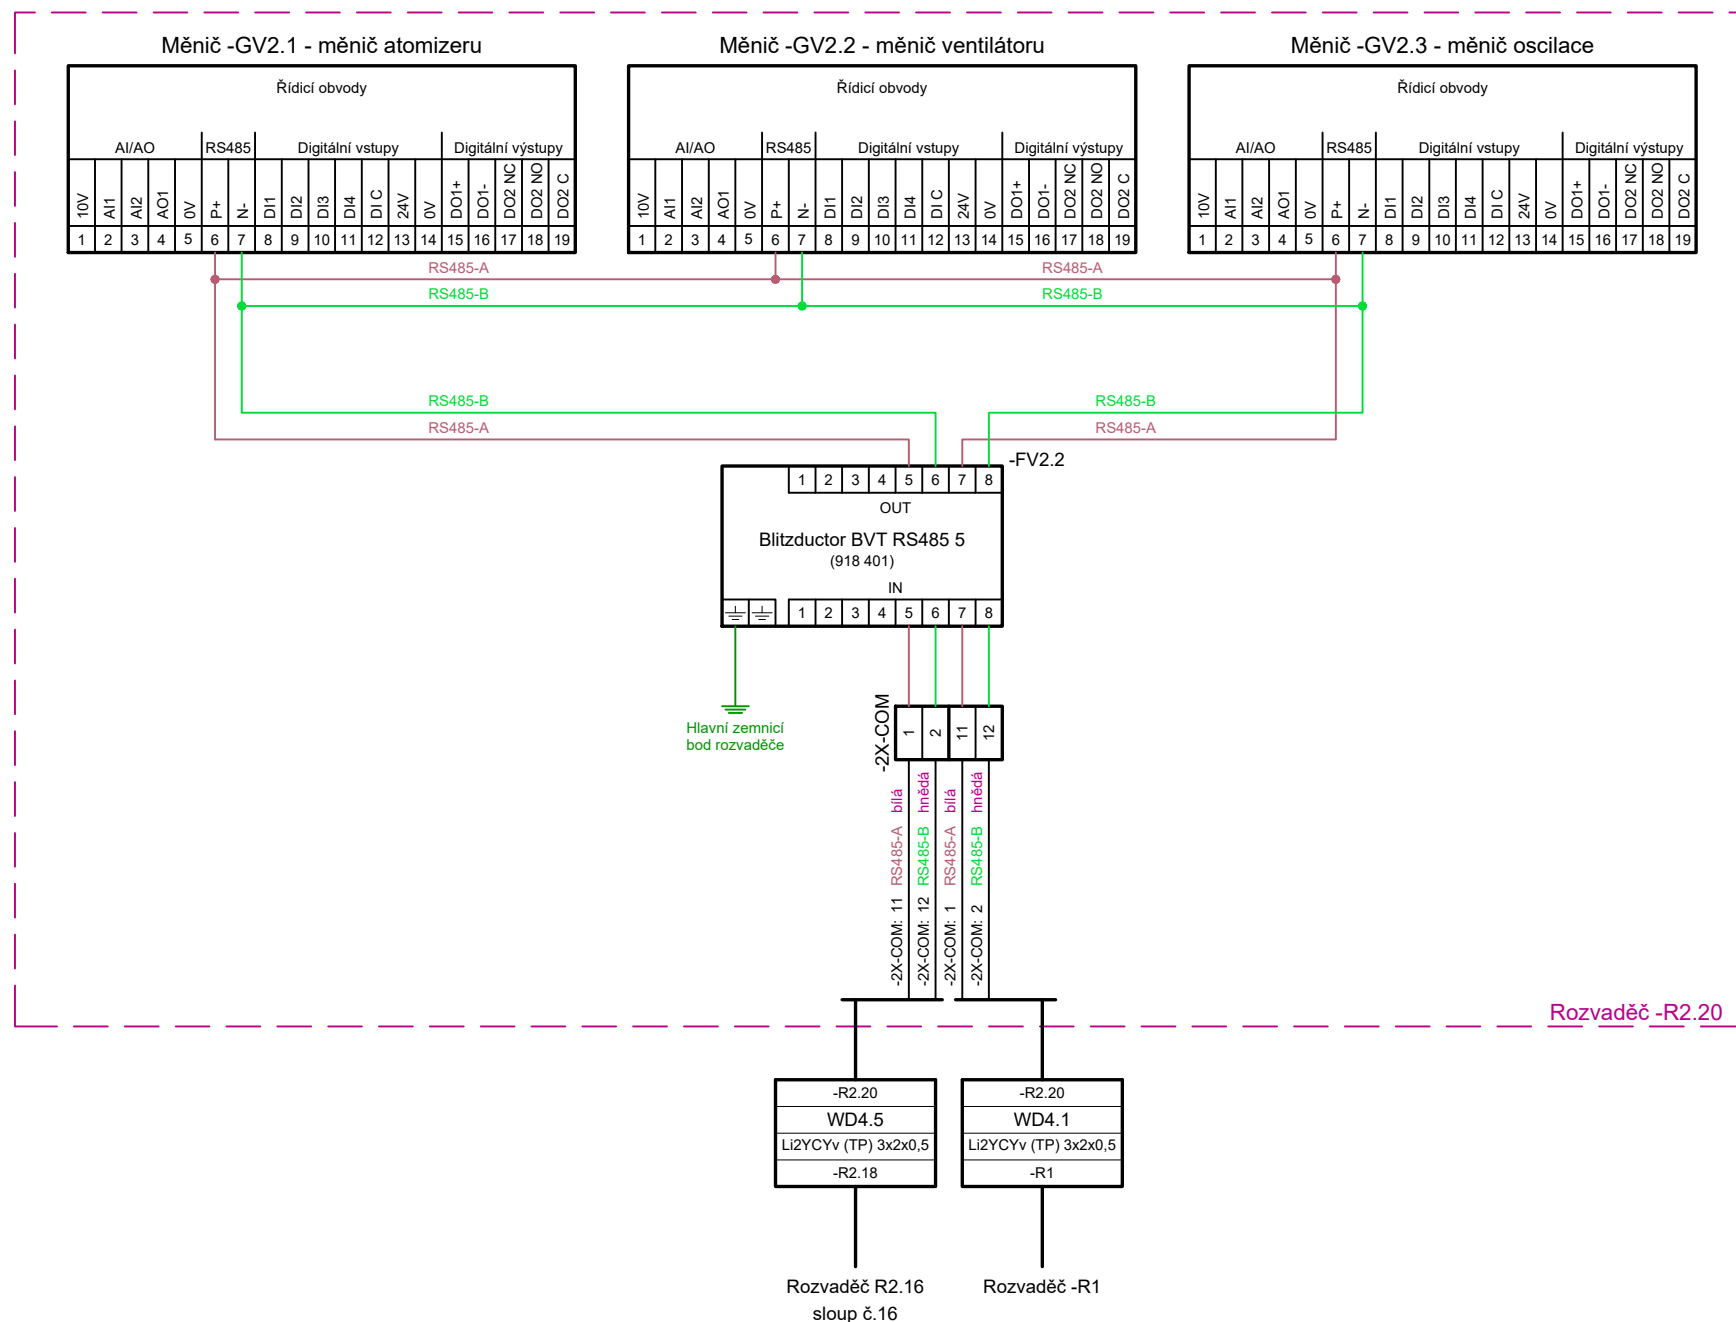 Měnič -GV2.1 - měnič atomizeru
Měnič -GV2.2 - měnič ventilátoru
Měnič -GV2.3 - měnič oscilace
Řídicí obvody
AI/AO RS485 Digitální vstupy Digitální výstupy
10V AI1 AI2 AO1 0V P+ N- DI1 DI2 DI3 DI4 DI C 24V 0V DO1+ DO1- DO2 NC DO2 NO DO2 C
1 2 3 4 5 6 7 8 9 10 11 12 13 14 15 16 17 18 19
Řídicí obvody
AI/AO RS485 Digitální vstupy Digitální výstupy
10V AI1 AI2 AO1 0V P+ N- DI1 DI2 DI3 DI4 DI C 24V 0V DO1+ DO1- DO2 NC DO2 NO DO2 C
1 2 3 4 5 6 7 8 9 10 11 12 13 14 15 16 17 18 19
Řídicí obvody
AI/AO RS485 Digitální vstupy Digitální výstupy
10V AI1 AI2 AO1 0V P+ N- DI1 DI2 DI3 DI4 DI C 24V 0V DO1+ DO1- DO2 NC DO2 NO DO2 C
1 2 3 4 5 6 7 8 9 10 11 12 13 14 15 16 17 18 19
RS485-A RS485-A
RS485-B RS485-B
RS485-B RS485-B
RS485-A RS485-A
-FV2.2
1 2 3 4 5 6 7 8
OUT
Blitzductor BVT RS485 5
(918 401)
IN
1 2 3 4 5 6 7 8
Hlavní zemnicí
bod rozvaděče
-2X-COM
1 2 11 12
-2X-COM: 11 RS485-A bílá
-2X-COM: 12 RS485-B hnědá
-2X-COM: 1 RS485-A bílá
-2X-COM: 2 RS485-B hnědá
Rozvaděč -R2.20
-R2.20
WD4.5
Li2YCYv (TP) 3x2x0,5
-R2.18
-R2.20
WD4.1
Li2YCYv (TP) 3x2x0,5
-R1
Rozvaděč R2.16
sloup č.16
Rozvaděč -R1